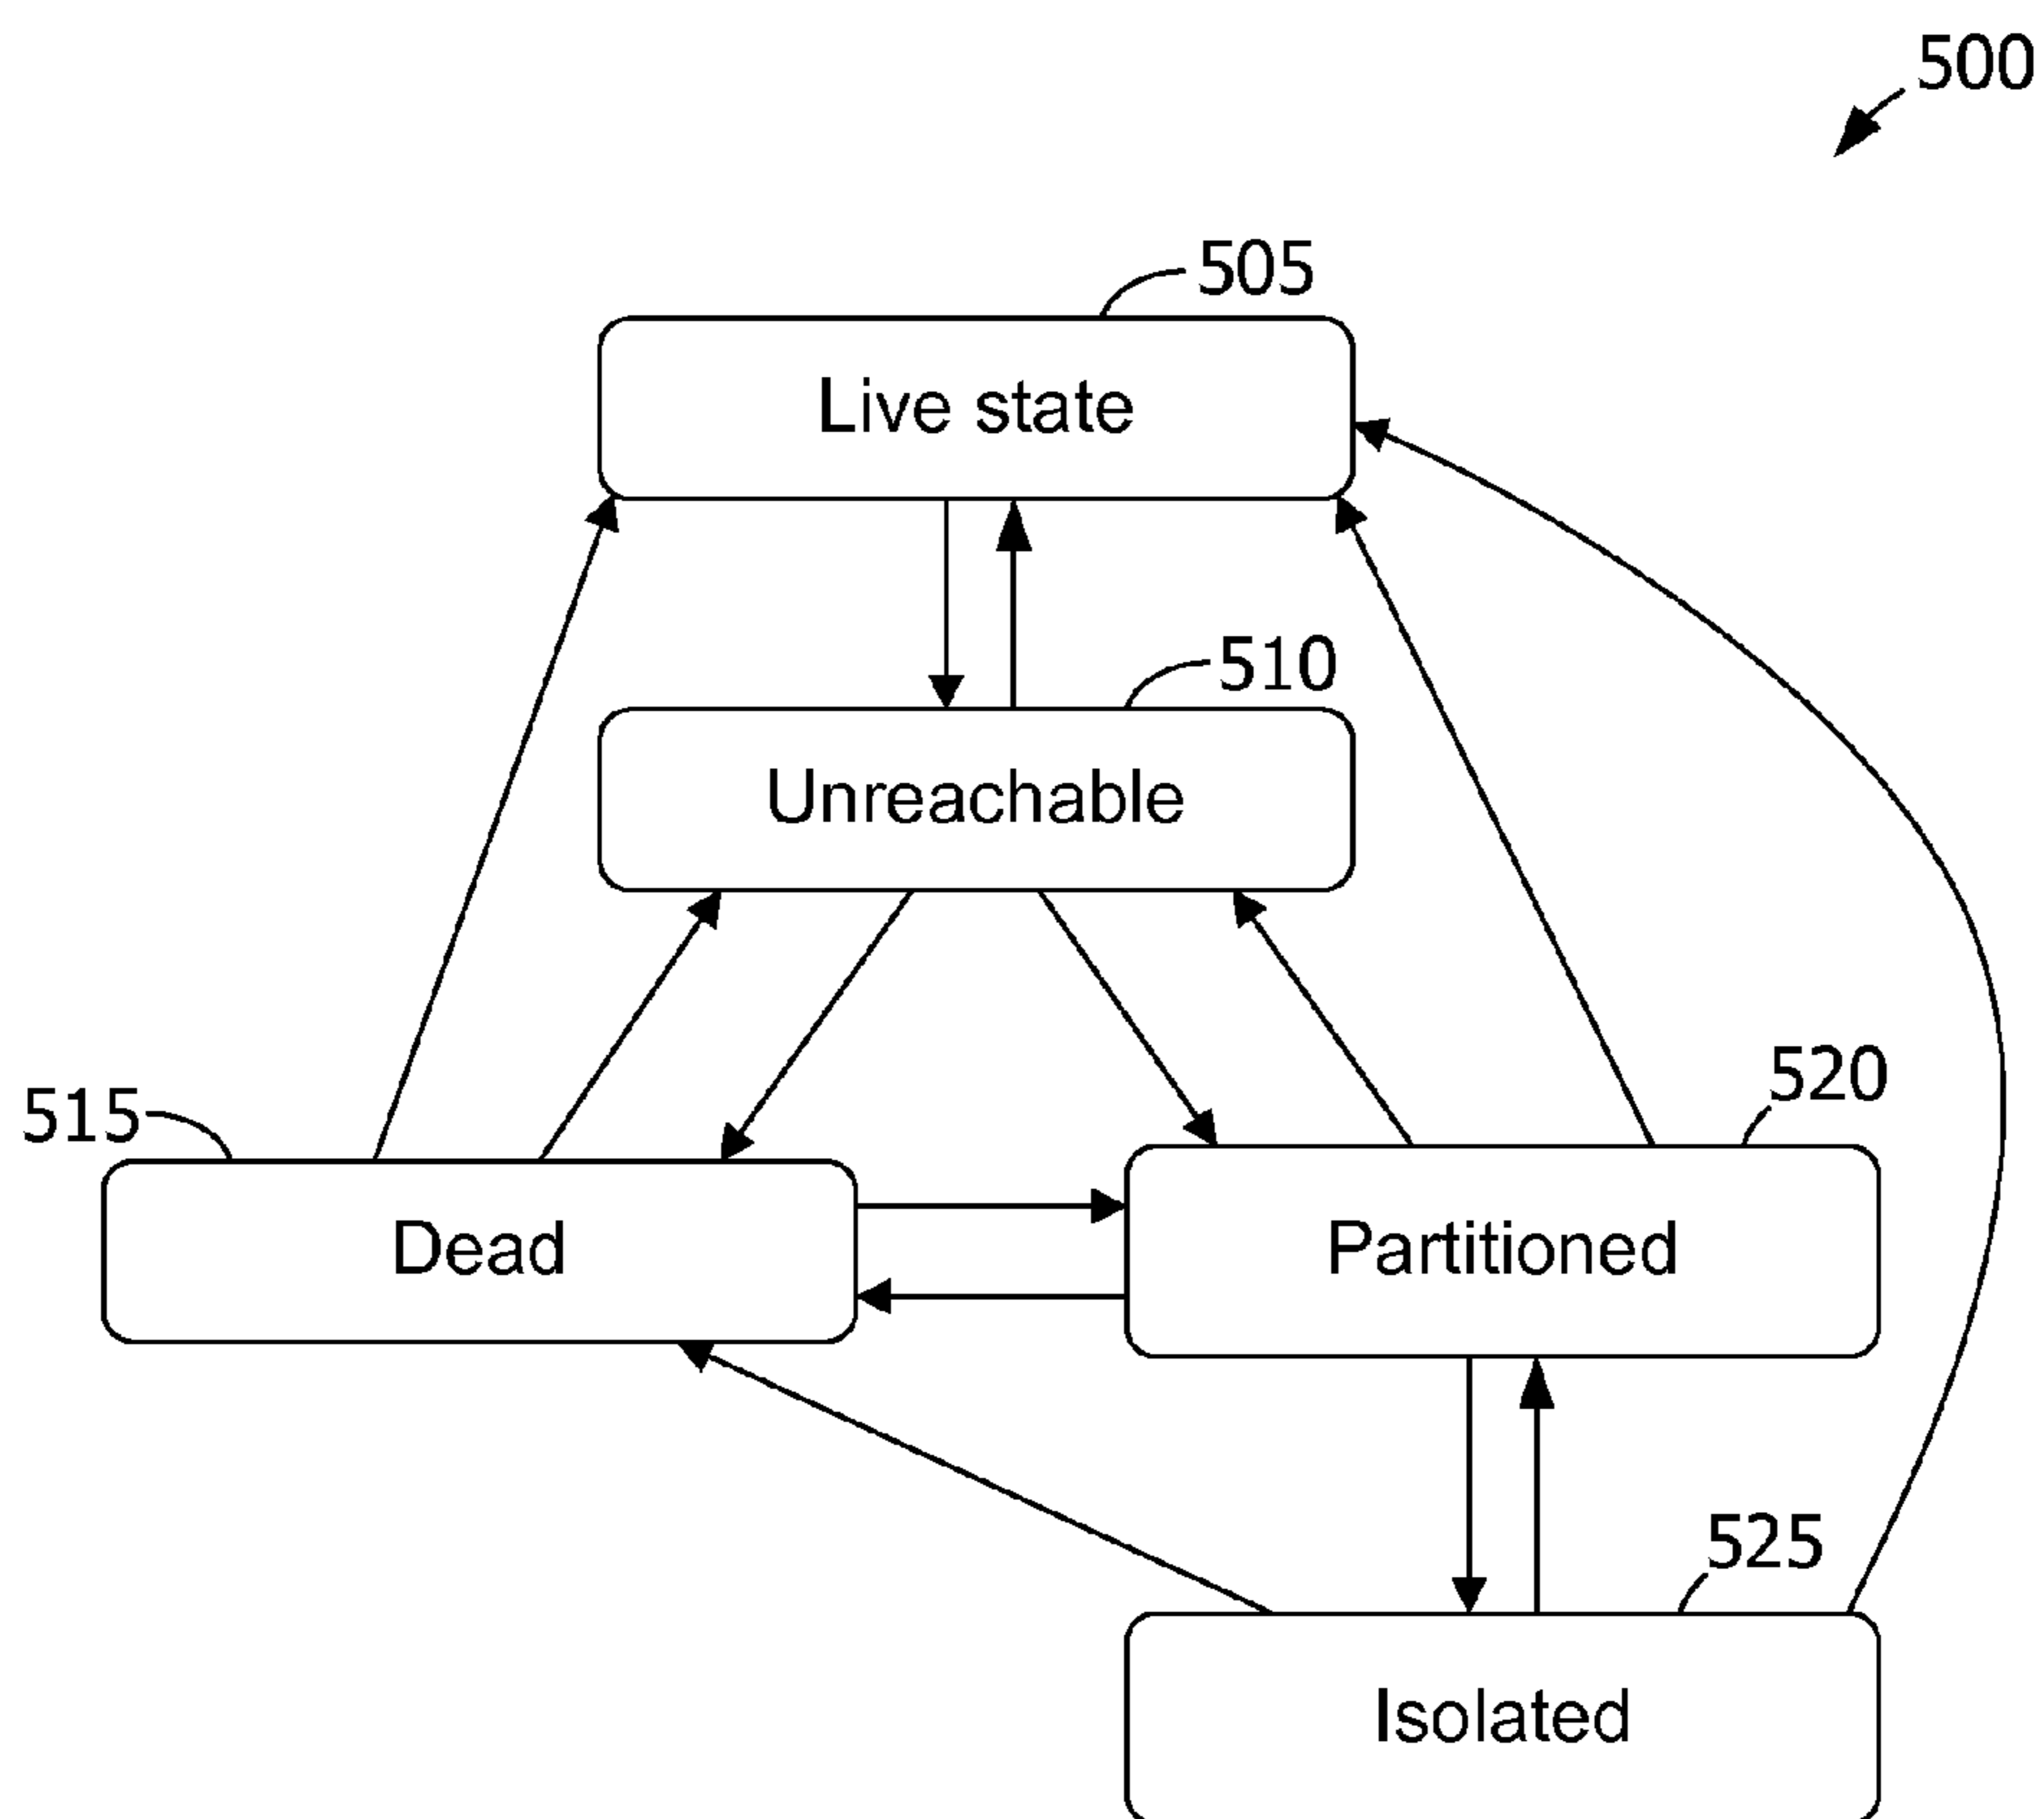 500
505
Live state
510
Unreachable
515
520
Dead
Partitioned
525
Isolated